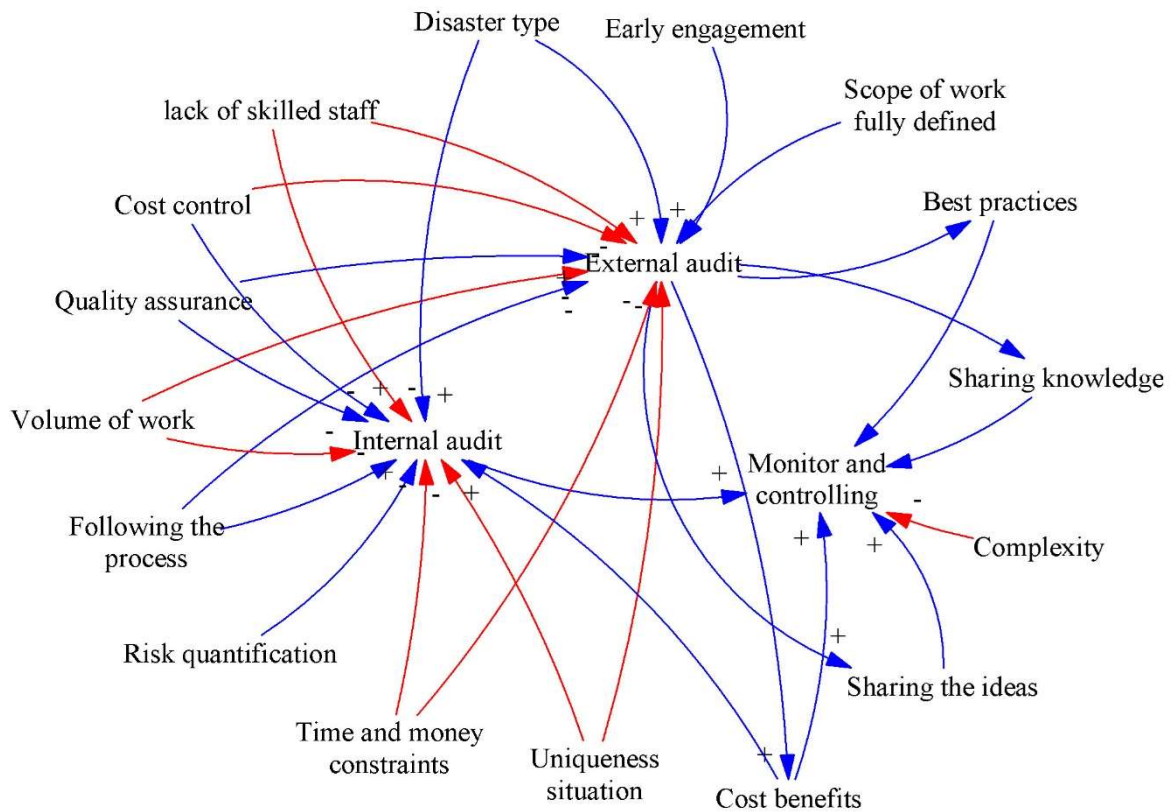 Disaster type
Early engagement
Scope of work
fully defined
lack of skilled staff
Cost control
Best practices
External audit
Quality assurance
Sharing knowledge
Volume of work
Internal audit
Monitor and
controlling
Following the
process
Complexity
Risk quantification
Sharing the ideas
Time and money
constraints
Uniqueness
situation
Cost benefits
+
+
-
+
-
-
-
-
-
+
-
+
-
-
+
-
-
+
+
-
+
+
+
+